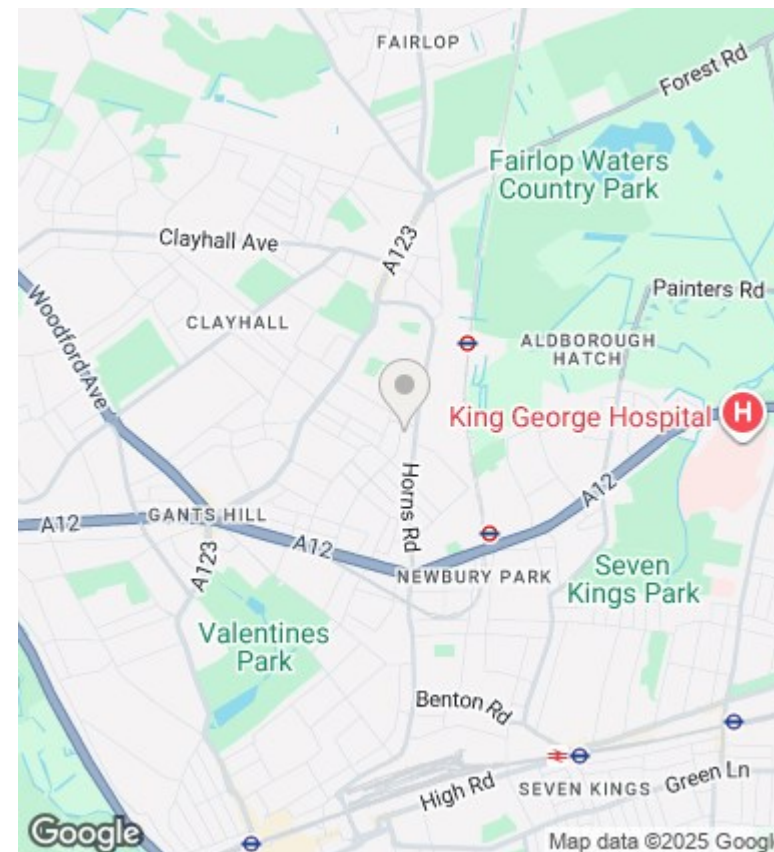 FAIRLOP
Forest Rd
Fairlop Waters
Country Park
Clayhall Ave
A123
Painters Rd
Woodford Ave
CLAYHALL
ALDBOROUGH
HATCH
King George Hospital
H
Horns Rd
A12
GANTS HILL
A12
A12
A123
NEWBURY PARK
Seven
Kings Park
Valentines
Park
Benton Rd
High Rd
SEVEN KINGS
Green Ln
Google
Map data ©2025 Googl